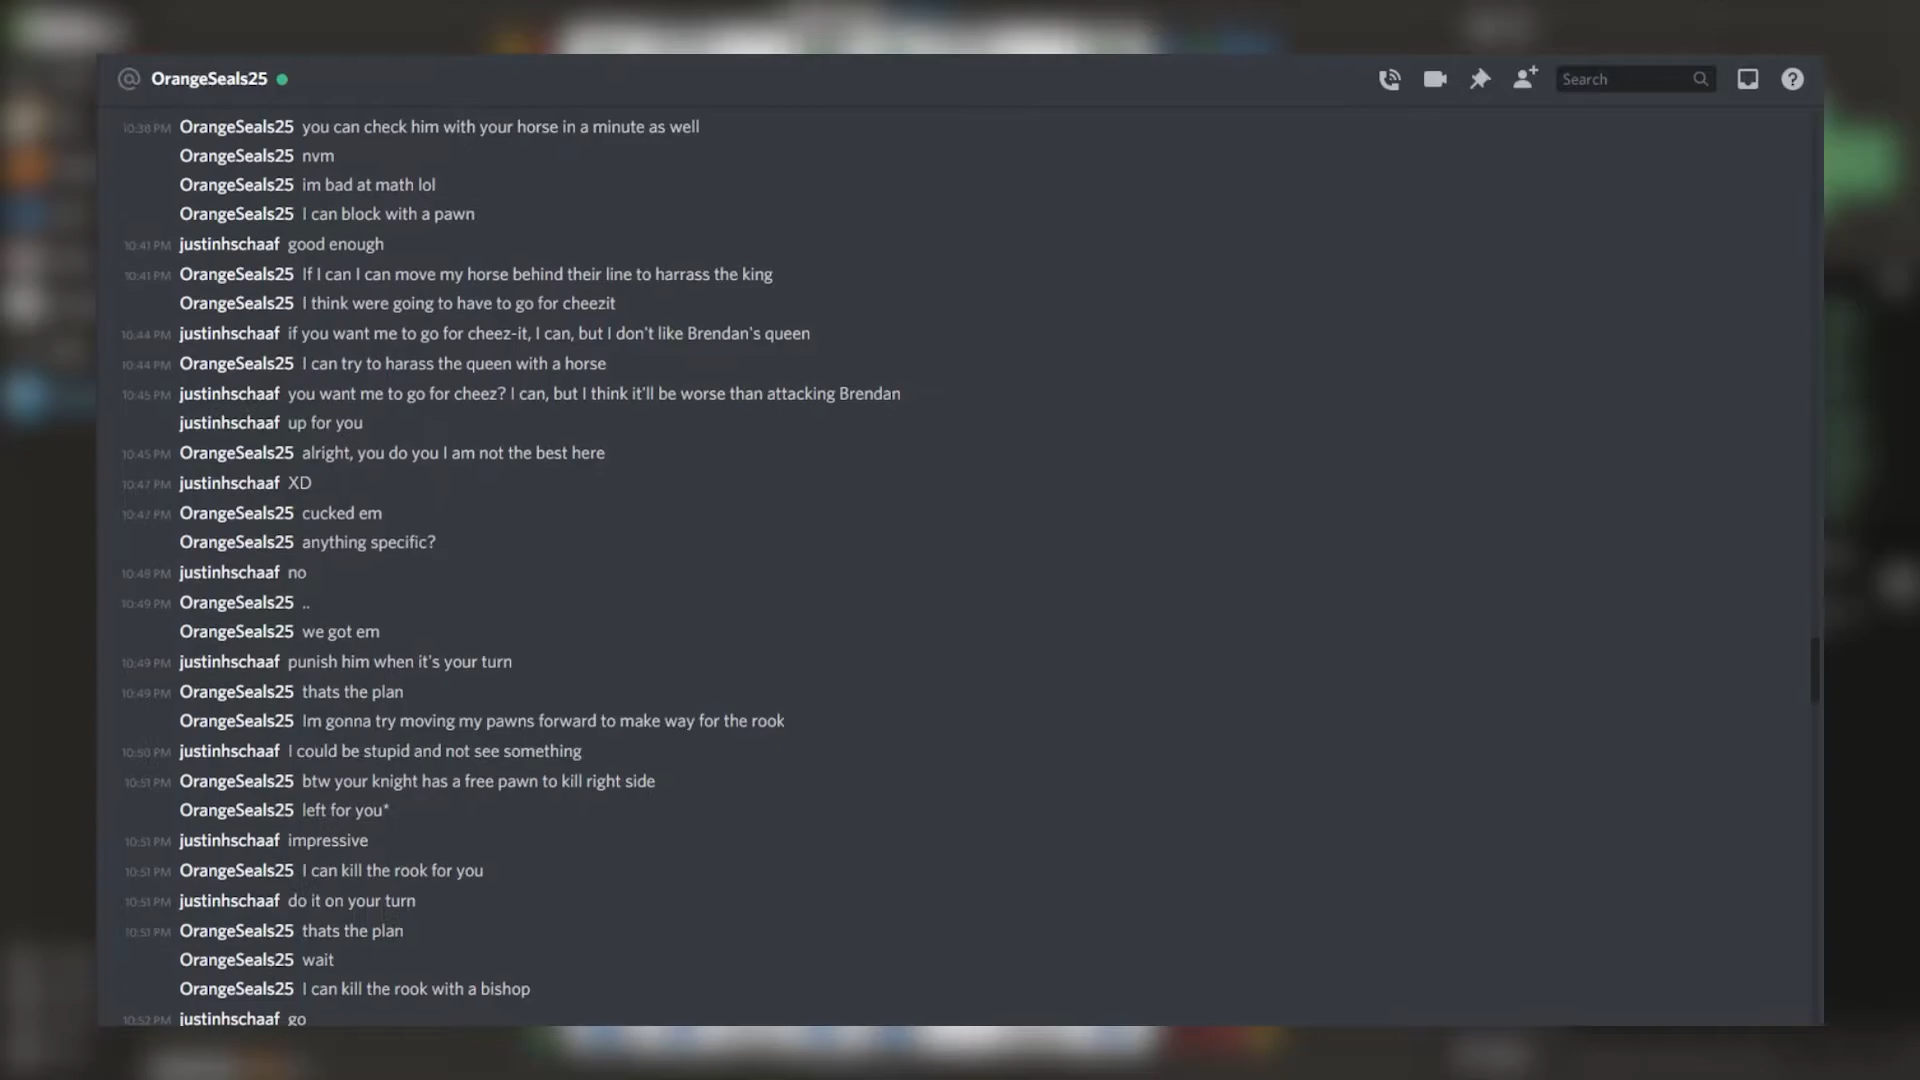 OrangeSeals25
Search
10:38 PM OrangeSeals25 you can check him with your horse in a minute as well
OrangeSeals25 nvm
OrangeSeals25 im bad at math lol
OrangeSeals25 I can block with a pawn
10:41 PM justinhschaaf good enough
10:41 PM OrangeSeals25 If I can I can move my horse behind their line to harrass the king
OrangeSeals25 I think were going to have to go for cheezit
10:44 PM justinhschaaf if you want me to go for cheez-it, I can, but I don't like Brendan's queen
10:44 PM OrangeSeals25 I can try to harass the queen with a horse
10:45 PM justinhschaaf you want me to go for cheez? I can, but I think it'll be worse than attacking Brendan
justinhschaaf up for you
10:45 PM OrangeSeals25 alright, you do you I am not the best here
10:47 PM justinhschaaf XD
10:47 PM OrangeSeals25 cucked em
OrangeSeals25 anything specific?
10:48 PM justinhschaaf no
10:49 PM OrangeSeals25 ..
OrangeSeals25 we got em
10:49 PM justinhschaaf punish him when it's your turn
10:49 PM OrangeSeals25 thats the plan
OrangeSeals25 Im gonna try moving my pawns forward to make way for the rook
10:50 PM justinhschaaf I could be stupid and not see something
10:51 PM OrangeSeals25 btw your knight has a free pawn to kill right side
OrangeSeals25 left for you*
10:51 PM justinhschaaf impressive
10:51 PM OrangeSeals25 I can kill the rook for you
10:51 PM justinhschaaf do it on your turn
10:51 PM OrangeSeals25 thats the plan
OrangeSeals25 wait
OrangeSeals25 I can kill the rook with a bishop
10:52 PM justinhschaaf go